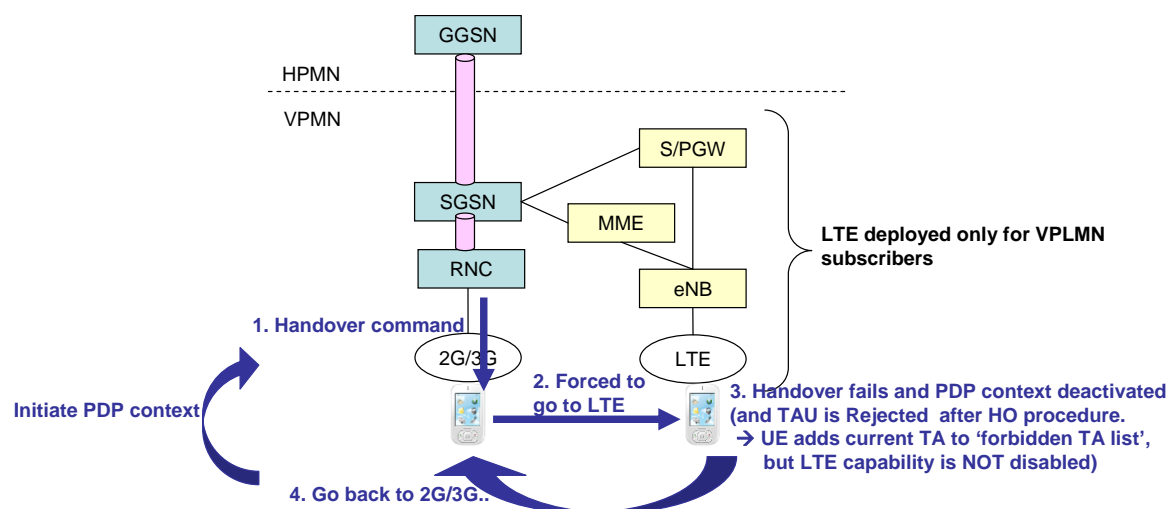 GGSN
HPMN
VPMN
S/PGW
SGSN
MME
LTE deployed only for VPLMN
subscribers
RNC
eNB
1. Handover command
2G/3G
LTE
2. Forced to
go to LTE
3. Handover fails and PDP context deactivated
(and TAU is Rejected after HO procedure.
→ UE adds current TA to ‘forbidden TA list’,
but LTE capability is NOT disabled)
Initiate PDP context
4. Go back to 2G/3G..